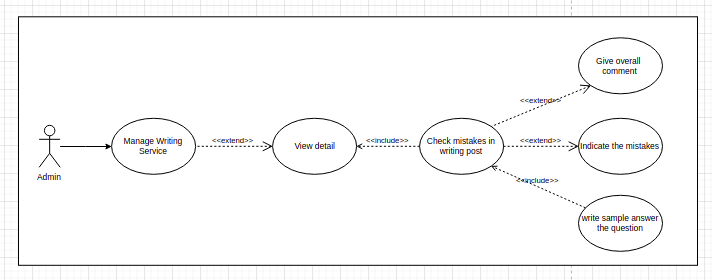 Give overall
comment
<<extend>>
Admin
Manage Writing
Service
<<extend>>
View detail
<<include>>
Check mistakes in
writing post
<<extend>>
Indicate the mistakes
<<include>>
write sample answer
the question